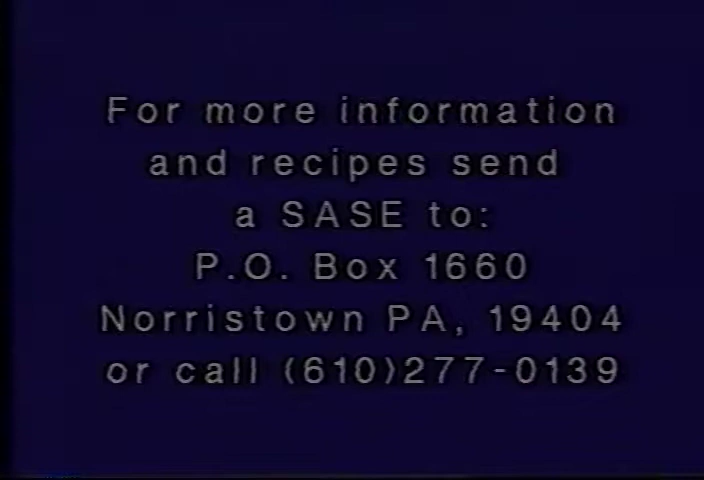 For more information
and recipes send
a SASE to:
P.O. Box 1660
Norristown PA, 19404
or call (610)277-0139